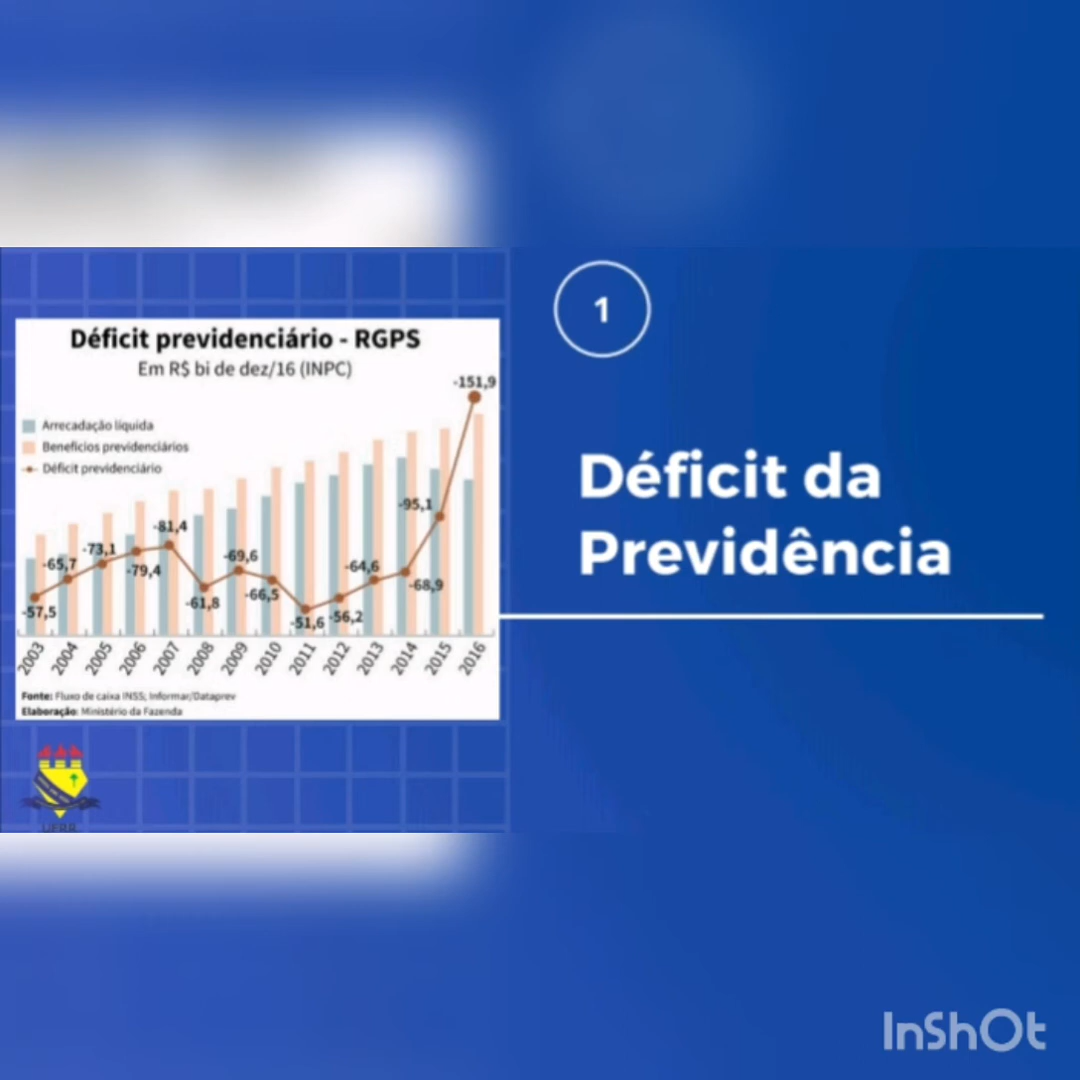 Déficit previdenciário - RGPS
Em R$ bi de dez/16 (INPC)
Arrecadação líquida
Benefícios previdenciários
Déficit previdenciário
-57,5
-65,7
-73,1
-79,4
-81,4
-61,8
-69,6
-66,5
-51,6
-56,2
-64,6
-68,9
-95,1
-151,9
2003
2004
2005
2006
2007
2008
2009
2010
2011
2012
2013
2014
2015
2016
Fonte: Fluxo de caixa INSS; Informar/Dataprev
Elaboração: Ministério da Fazenda
UFRR
1
Déficit da
Previdência
InShOt